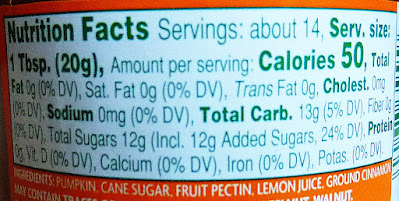 Nutrition Facts Servings: about 14, Serv. size:
1 Tbsp. (20g), Amount per serving: Calories 50, Total
Fat 0g (0% DV), Sat. Fat 0g (0% DV), Trans Fat 0g, Cholest. 0mg
(0% DV), Sodium 0mg (0% DV), Total Carb. 13g (5% DV), Fiber 0g
(0% DV), Total Sugars 12g (Incl. 12g Added Sugars, 24% DV), Protein
0g, Vit. D (0% DV), Calcium (0% DV), Iron (0% DV), Potas. (0% DV).
INGREDIENTS: PUMPKIN, CANE SUGAR, FRUIT PECTIN, LEMON JUICE, GROUND CINNAMON
MAY CONTAIN TRACES WALNUT.